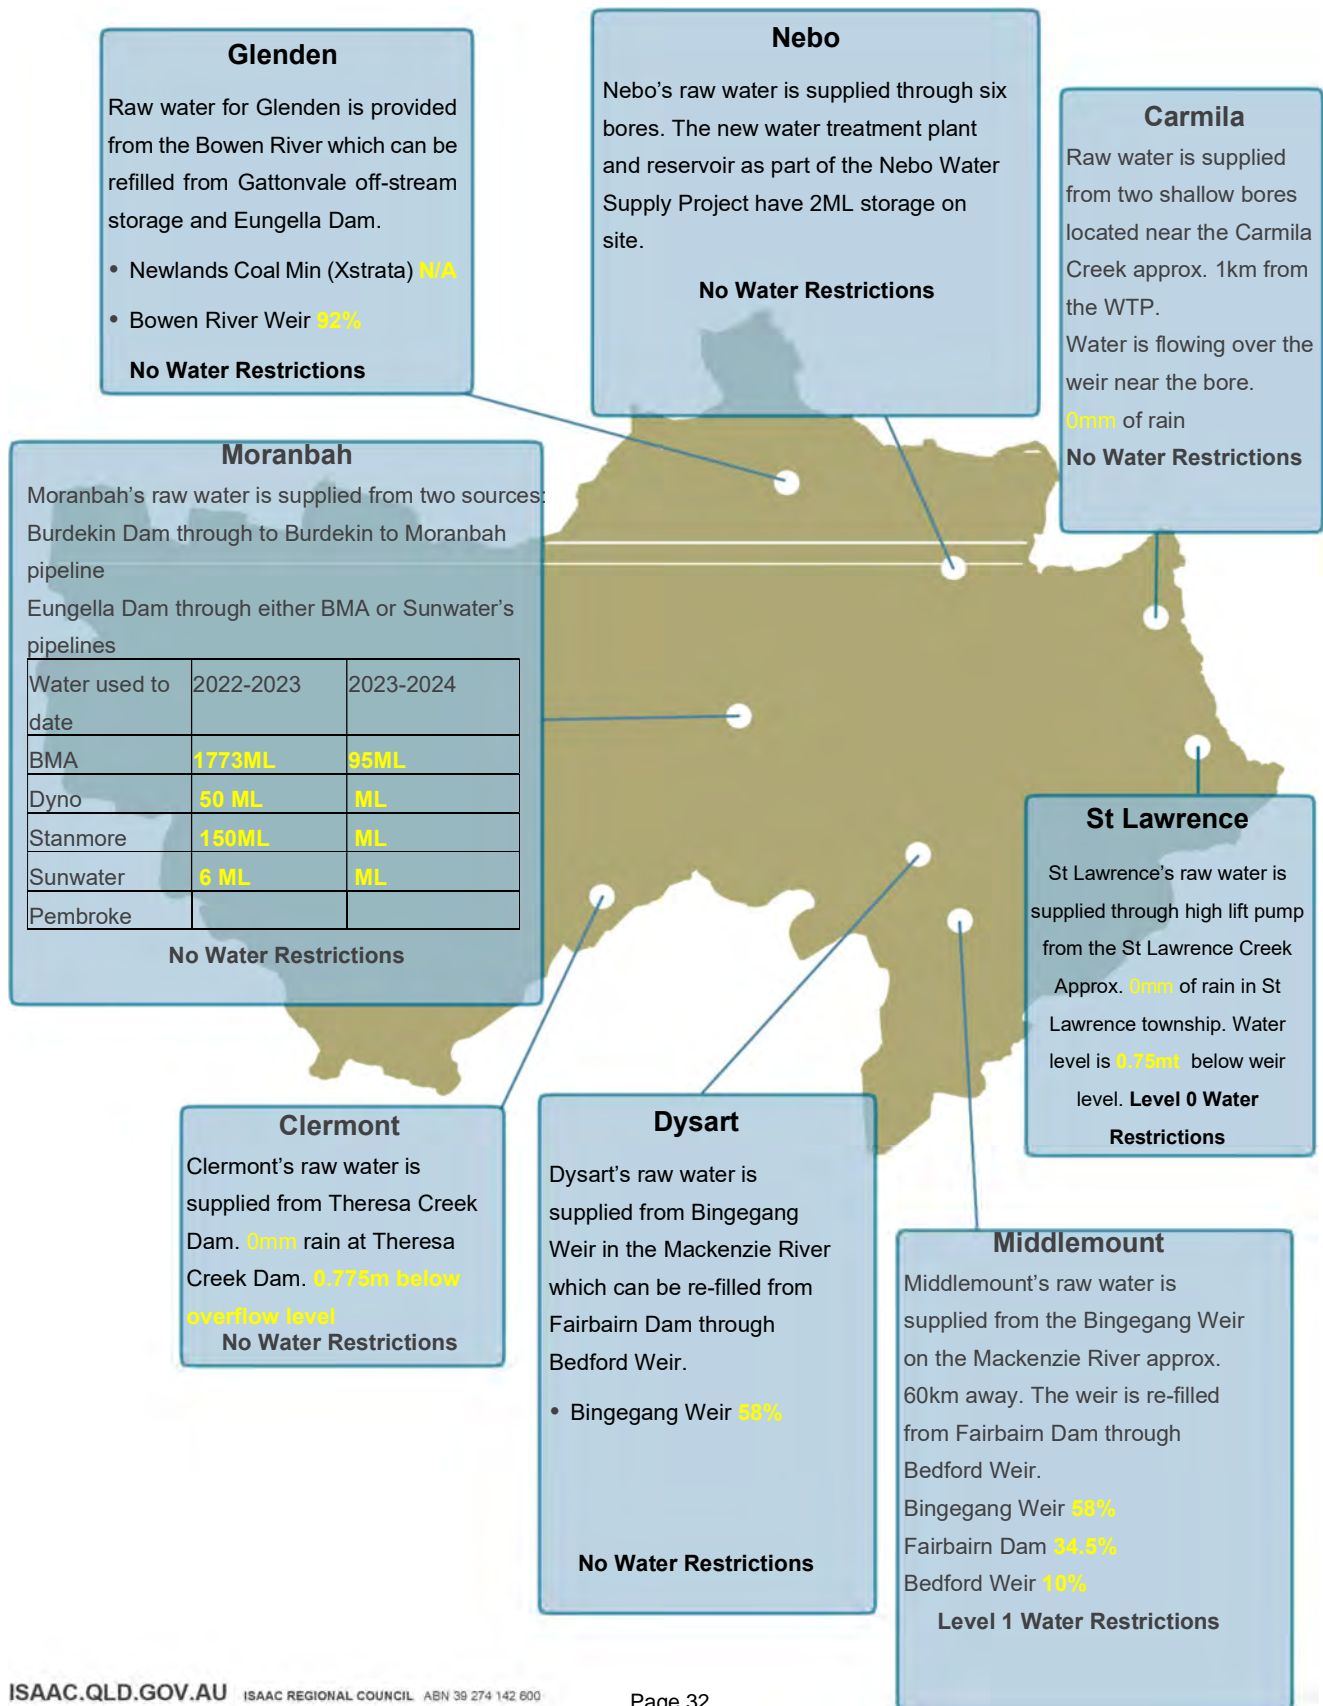 Glenden
Raw water for Glenden is provided
from the Bowen River which can be
refilled from Gattonvale off-stream
storage and Eungella Dam.
• Newlands Coal Min (Xstrata) N/A
• Bowen River Weir 92%
No Water Restrictions
Nebo
Nebo's raw water is supplied through six
bores. The new water treatment plant
and reservoir as part of the Nebo Water
Supply Project have 2ML storage on
site.
No Water Restrictions
Carmila
Raw water is supplied
from two shallow bores
located near the Carmila
Creek approx. 1km from
the WTP.
Water is flowing over the
weir near the bore.
0mm of rain
No Water Restrictions
Moranbah
Moranbah's raw water is supplied from two sources:
Burdekin Dam through to Burdekin to Moranbah
pipeline
Eungella Dam through either BMA or Sunwater's
pipelines
Water used to date 2022-2023 2023-2024
BMA 1773ML 95ML
Dyno 50 ML ML
Stanmore 150ML ML
Sunwater 6 ML ML
Pembroke
No Water Restrictions
St Lawrence
St Lawrence's raw water is
supplied through high lift pump
from the St Lawrence Creek
Approx. 0mm of rain in St
Lawrence township. Water
level is 0.75mt below weir
level. Level 0 Water
Restrictions
Clermont
Clermont's raw water is
supplied from Theresa Creek
Dam. 0mm rain at Theresa
Creek Dam. 0.775m below
overflow level
No Water Restrictions
Dysart
Dysart's raw water is
supplied from Bingegang
Weir in the Mackenzie River
which can be re-filled from
Fairbairn Dam through
Bedford Weir.
• Bingegang Weir 58%
No Water Restrictions
Middlemount
Middlemount's raw water is
supplied from the Bingegang Weir
on the Mackenzie River approx.
60km away. The weir is re-filled
from Fairbairn Dam through
Bedford Weir.
Bingegang Weir 58%
Fairbairn Dam 34.5%
Bedford Weir 10%
Level 1 Water Restrictions
ISAAC.QLD.GOV.AU ISAAC REGIONAL COUNCIL ABN 39 274 142 600
Page 32